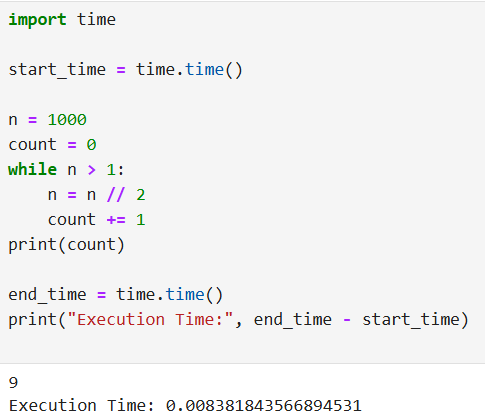 import time
start_time = time.time()
n = 1000
count = 0
while n > 1:
    n = n // 2
    count += 1
print(count)
end_time = time.time()
print("Execution Time:", end_time - start_time)
9
Execution Time: 0.008381843566894531